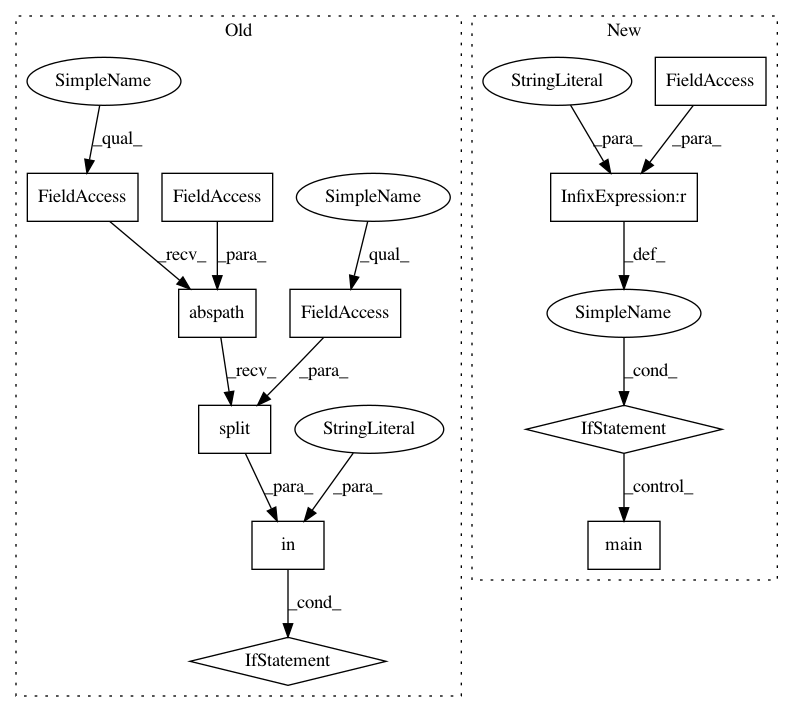 Old
New
SimpleName
StringLiteral
FieldAccess
_qual_
_para_
_para_
FieldAccess
FieldAccess
SimpleName
InfixExpression:r
_recv_
_para_
_qual_
_def_
abspath
FieldAccess
SimpleName
_recv_
_para_
_cond_
split
StringLiteral
IfStatement
_para_
_para_
_control_
in
main
_cond_
IfStatement